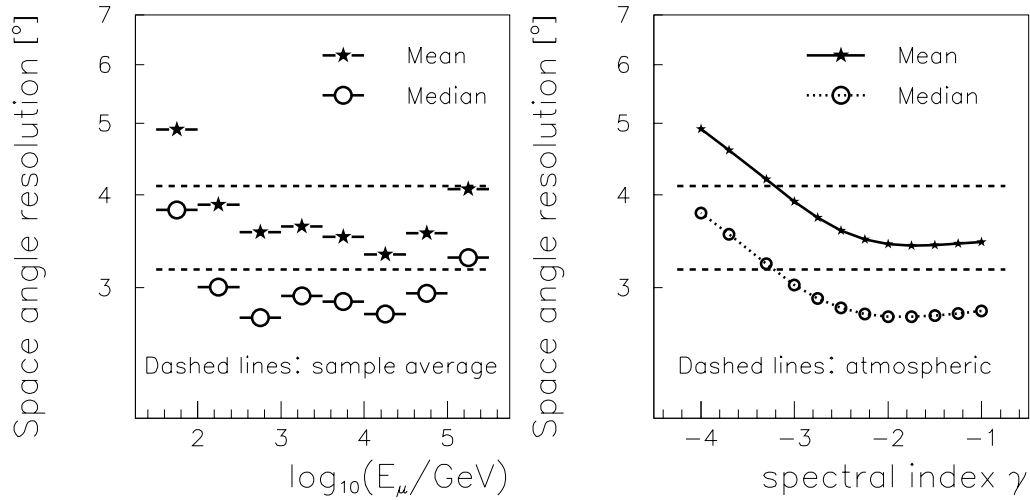 Space angle resolution [°]
7
6
5
4
3
Mean
Median
Dashed lines: sample average
2 3 4 5
log₁₀(E_μ/GeV)
Space angle resolution [°]
7
6
5
4
3
Mean
Median
Dashed lines: atmospheric
−4 −3 −2 −1
spectral index γ